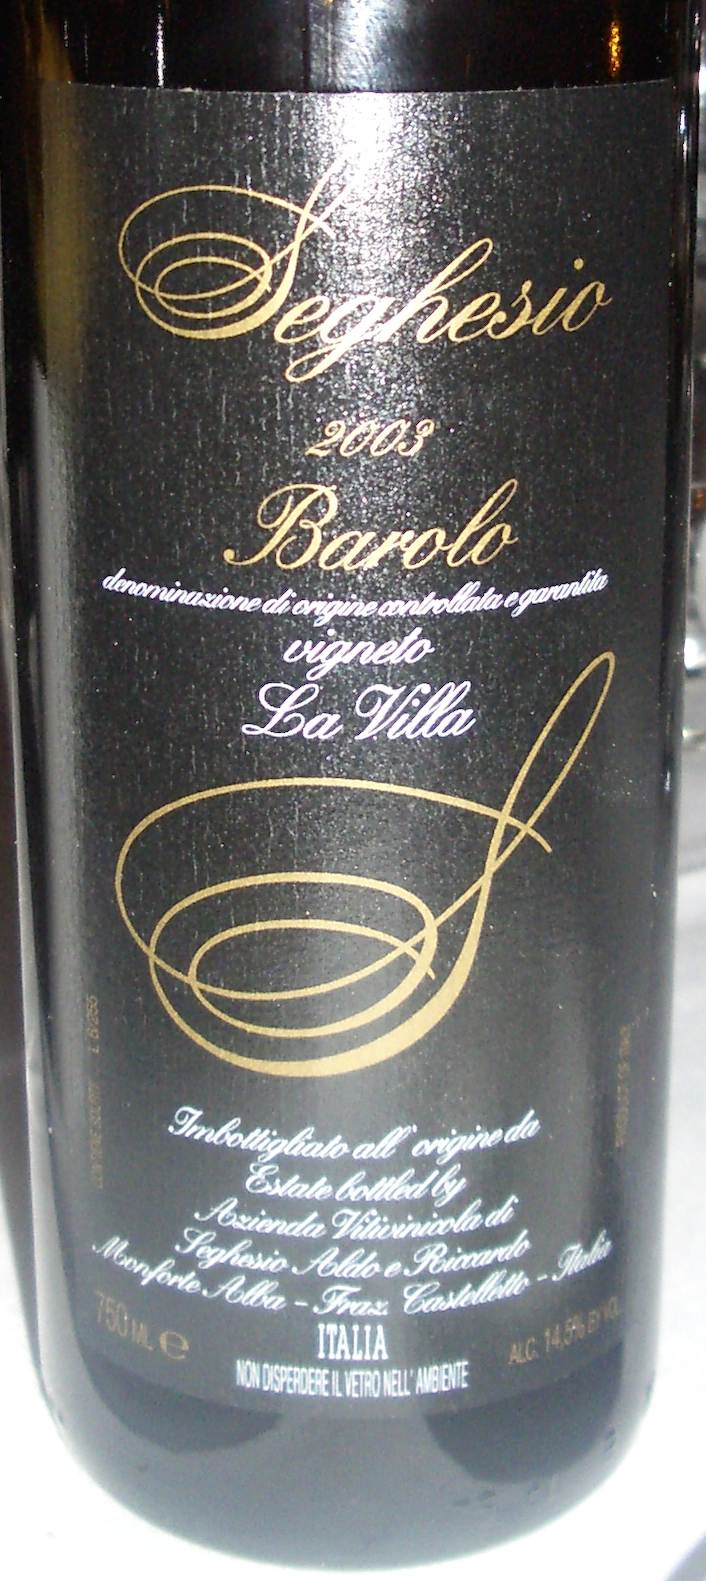 Seghesio
2003
Barolo
denominazione di origine controllata e garantita
vigneto
La Villa
Imbottigliato all' origine da
Estate bottled by
Azienda Vitivinicola di
Seghesio Aldo e Riccardo
Monforte Alba - Fraz. Castelletto - Italia
750 ML e
ALC. 14,5% BY VOL.
ITALIA
NON DISPERDERE IL VETRO NELL' AMBIENTE